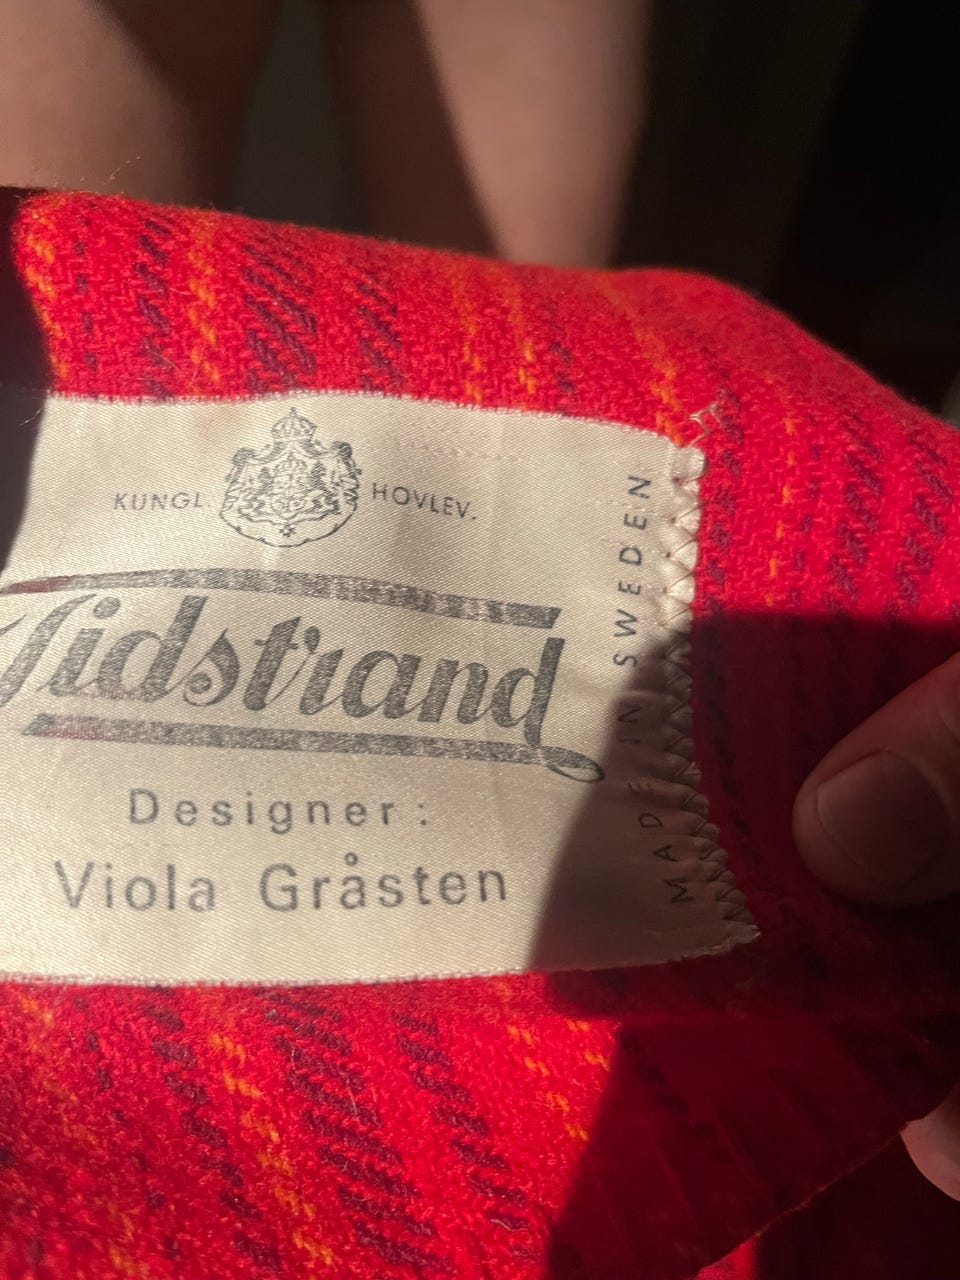 KUNGL. HOVLEV.
Tidstrand
Designer:
Viola Gråsten
MADE IN SWEDEN